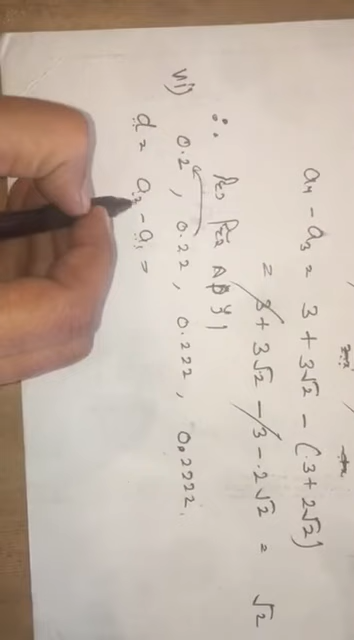 a₄ - a₃ = 3 + 3√2 - (3 + 2√2)
= 3 + 3√2 - 3 - 2√2 = √2
∴
vi) 0.2, 0.22, 0.222, 0.2222.
d = a₂ - a₁ =